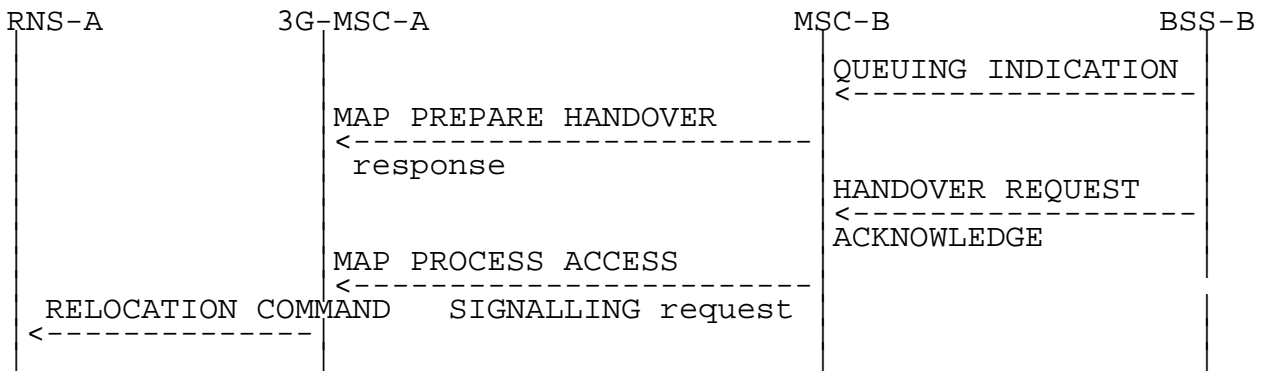 RNS-A 3G-MSC-A MSC-B BSS-B
QUEUING INDICATION
MAP PREPARE HANDOVER
response
HANDOVER REQUEST
ACKNOWLEDGE
MAP PROCESS ACCESS
RELOCATION COMMAND SIGNALLING request